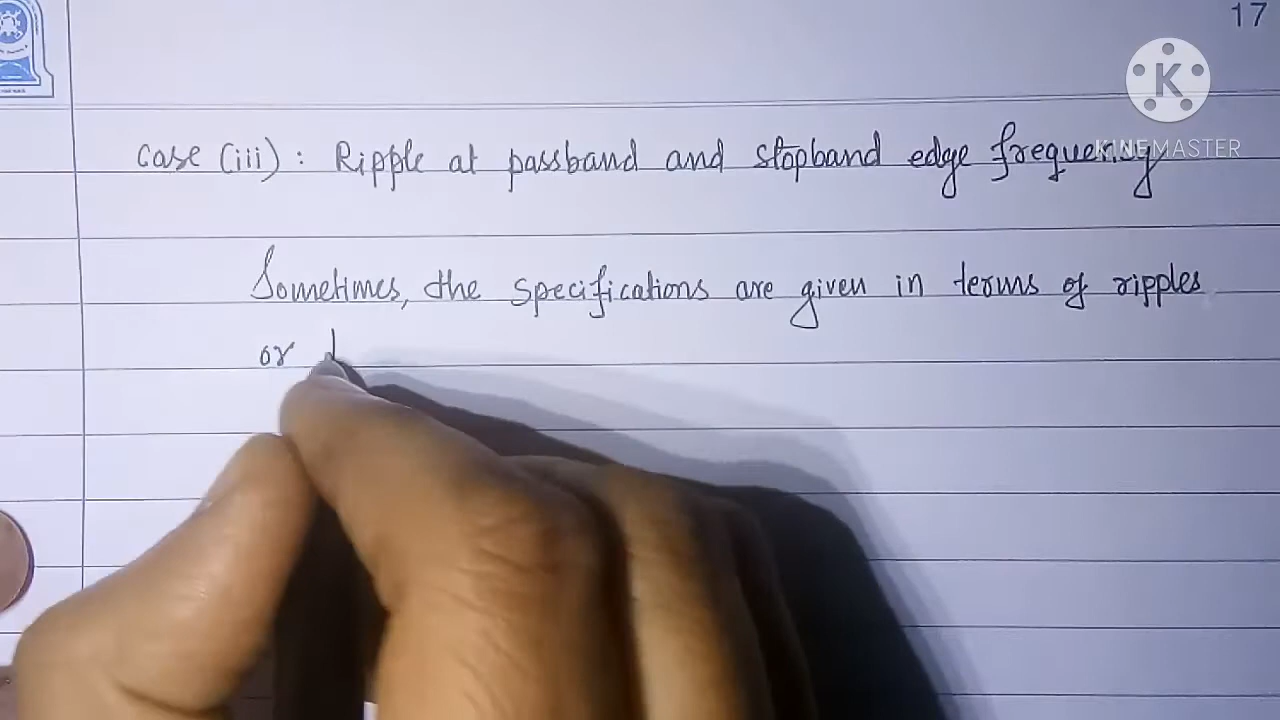 17
K
KINEMASTER
Case (iii) : Ripple at passband and stopband edge frequency
Sometimes, the specifications are given in terms of ripples
or